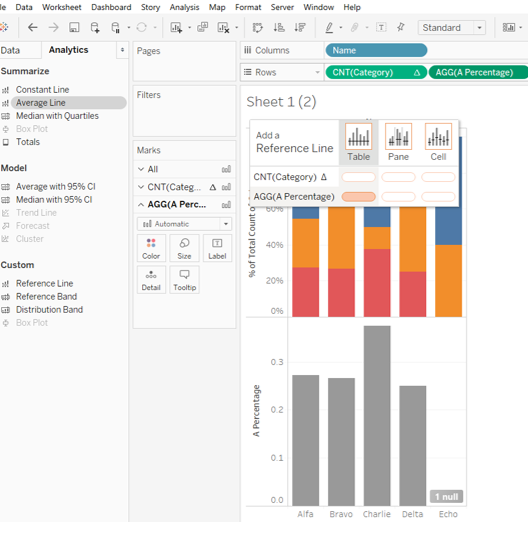 le Data Worksheet Dashboard Story Analysis Map Format Server Window Help
Standard
Data Analytics
Summarize
Constant Line
Average Line
Median with Quartiles
Box Plot
Totals
Model
Average with 95% CI
Median with 95% CI
Trend Line
Forecast
Cluster
Custom
Reference Line
Reference Band
Distribution Band
Box Plot
Pages
Filters
Marks
All
CNT(Categ... Δ
AGG(A Perc...
Automatic
Color Size Label
Detail Tooltip
Columns Name
Rows CNT(Category) Δ AGG(A Percentage)
Sheet 1 (2)
Add a
Reference Line
Table Pane Cell
CNT(Category) Δ
AGG(A Percentage)
% of Total Count o
60%
40%
20%
0%
A Percentage
0.3
0.2
0.1
0.0
1 null
Alfa Bravo Charlie Delta Echo